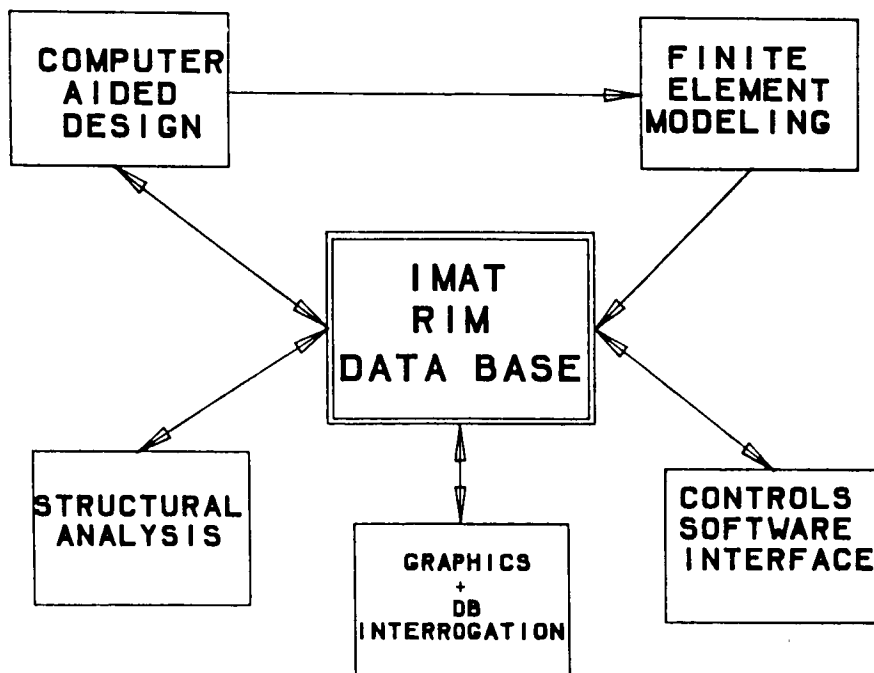 COMPUTER
AIDED
DESIGN
FINITE
ELEMENT
MODELING
IMAT
RIM
DATA BASE
STRUCTURAL
ANALYSIS
GRAPHICS
+
DB
INTERROGATION
CONTROLS
SOFTWARE
INTERFACE